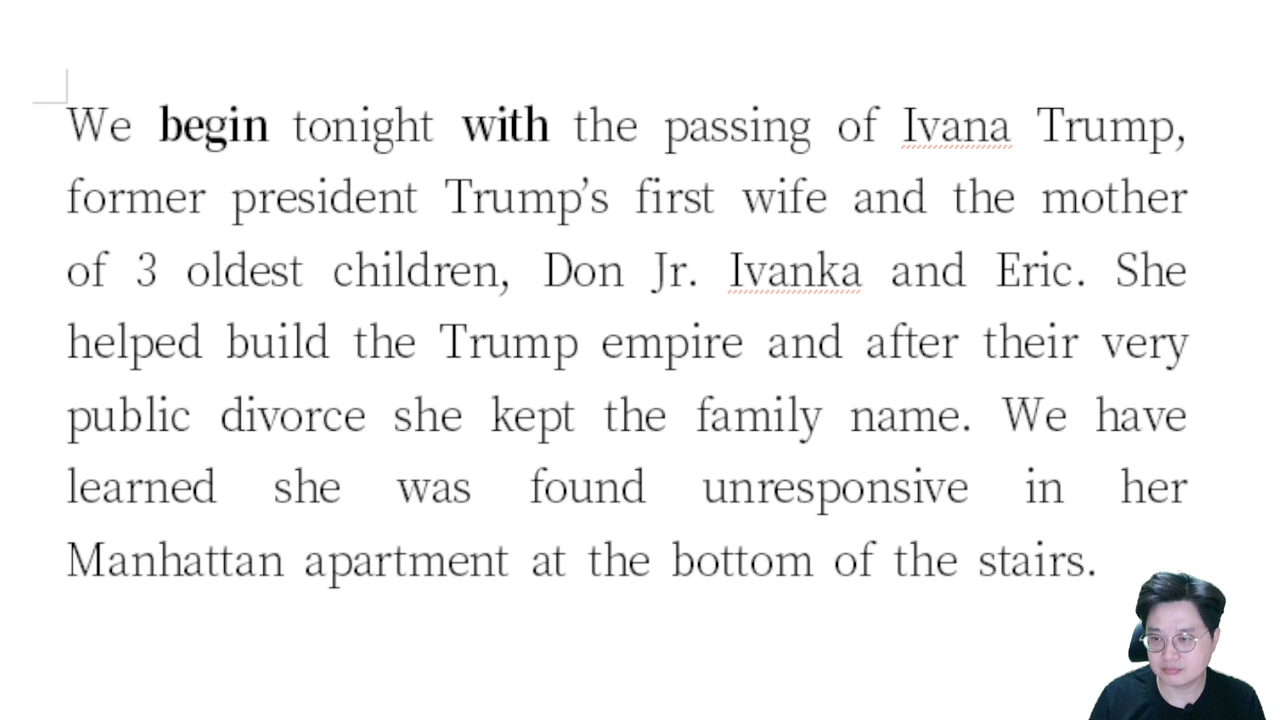 We begin tonight with the passing of Ivana Trump,
former president Trump’s first wife and the mother
of 3 oldest children, Don Jr. Ivanka and Eric. She
helped build the Trump empire and after their very
public divorce she kept the family name. We have
learned she was found unresponsive in her
Manhattan apartment at the bottom of the stairs.